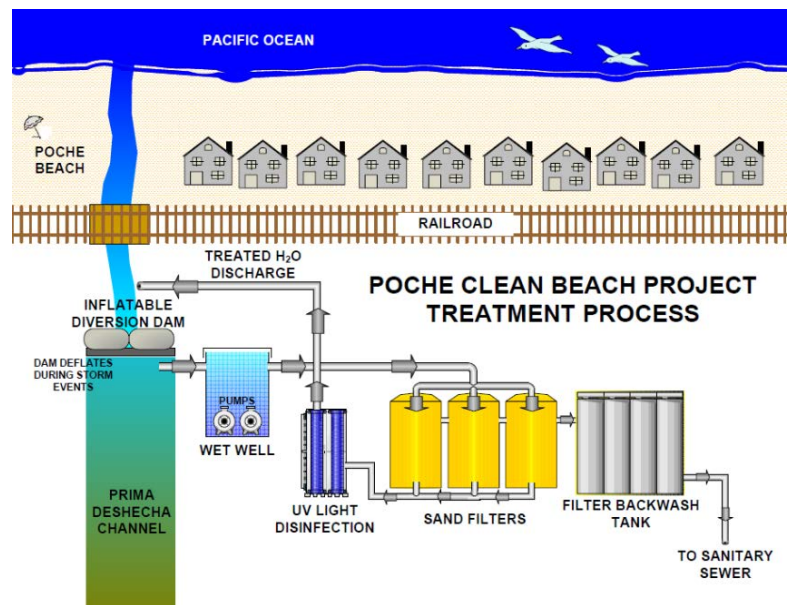 PACIFIC OCEAN
POCHE
BEACH
RAILROAD
TREATED H₂O
DISCHARGE
POCHE CLEAN BEACH PROJECT
TREATMENT PROCESS
INFLATABLE
DIVERSION DAM
DAM DEFLATES
DURING STORM
EVENTS
PUMPS
WET WELL
PRIMA
DESHECHA
CHANNEL
UV LIGHT
DISINFECTION
SAND FILTERS
FILTER BACKWASH
TANK
TO SANITARY
SEWER